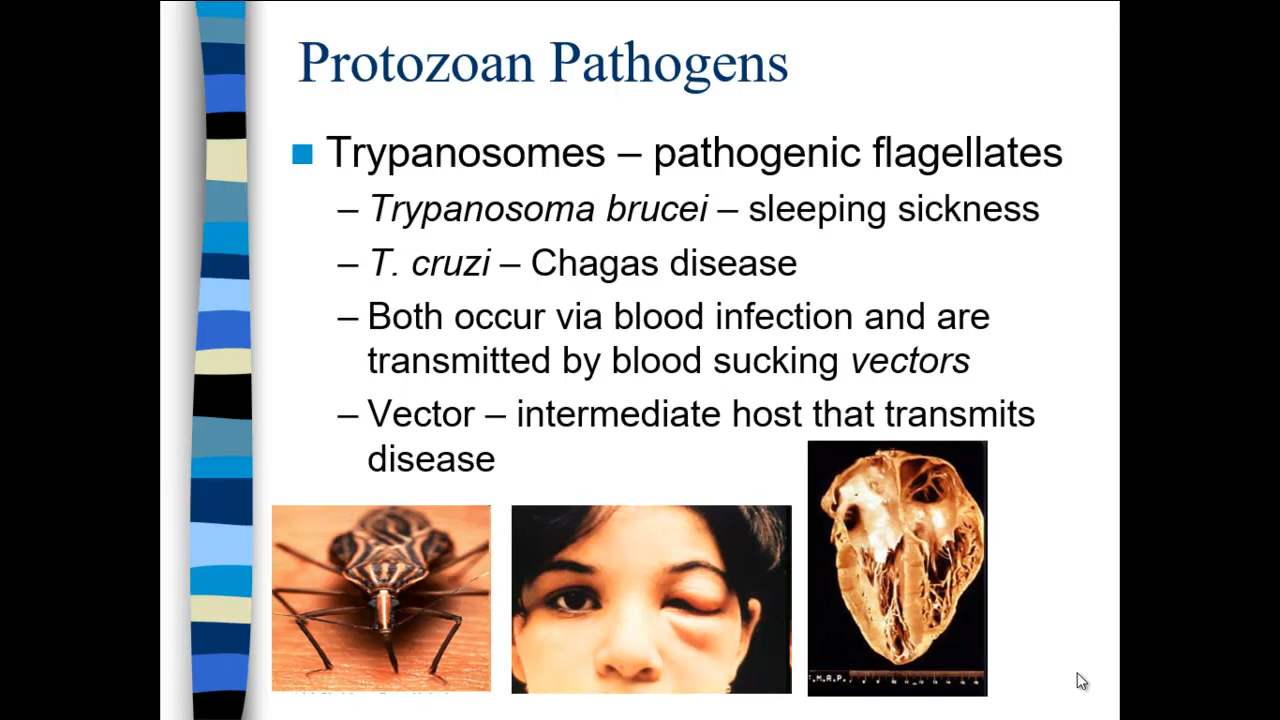 Protozoan Pathogens
Trypanosomes – pathogenic flagellates
– Trypanosoma brucei – sleeping sickness
– T. cruzi – Chagas disease
– Both occur via blood infection and are
transmitted by blood sucking vectors
– Vector – intermediate host that transmits
disease
F.M.R.P.